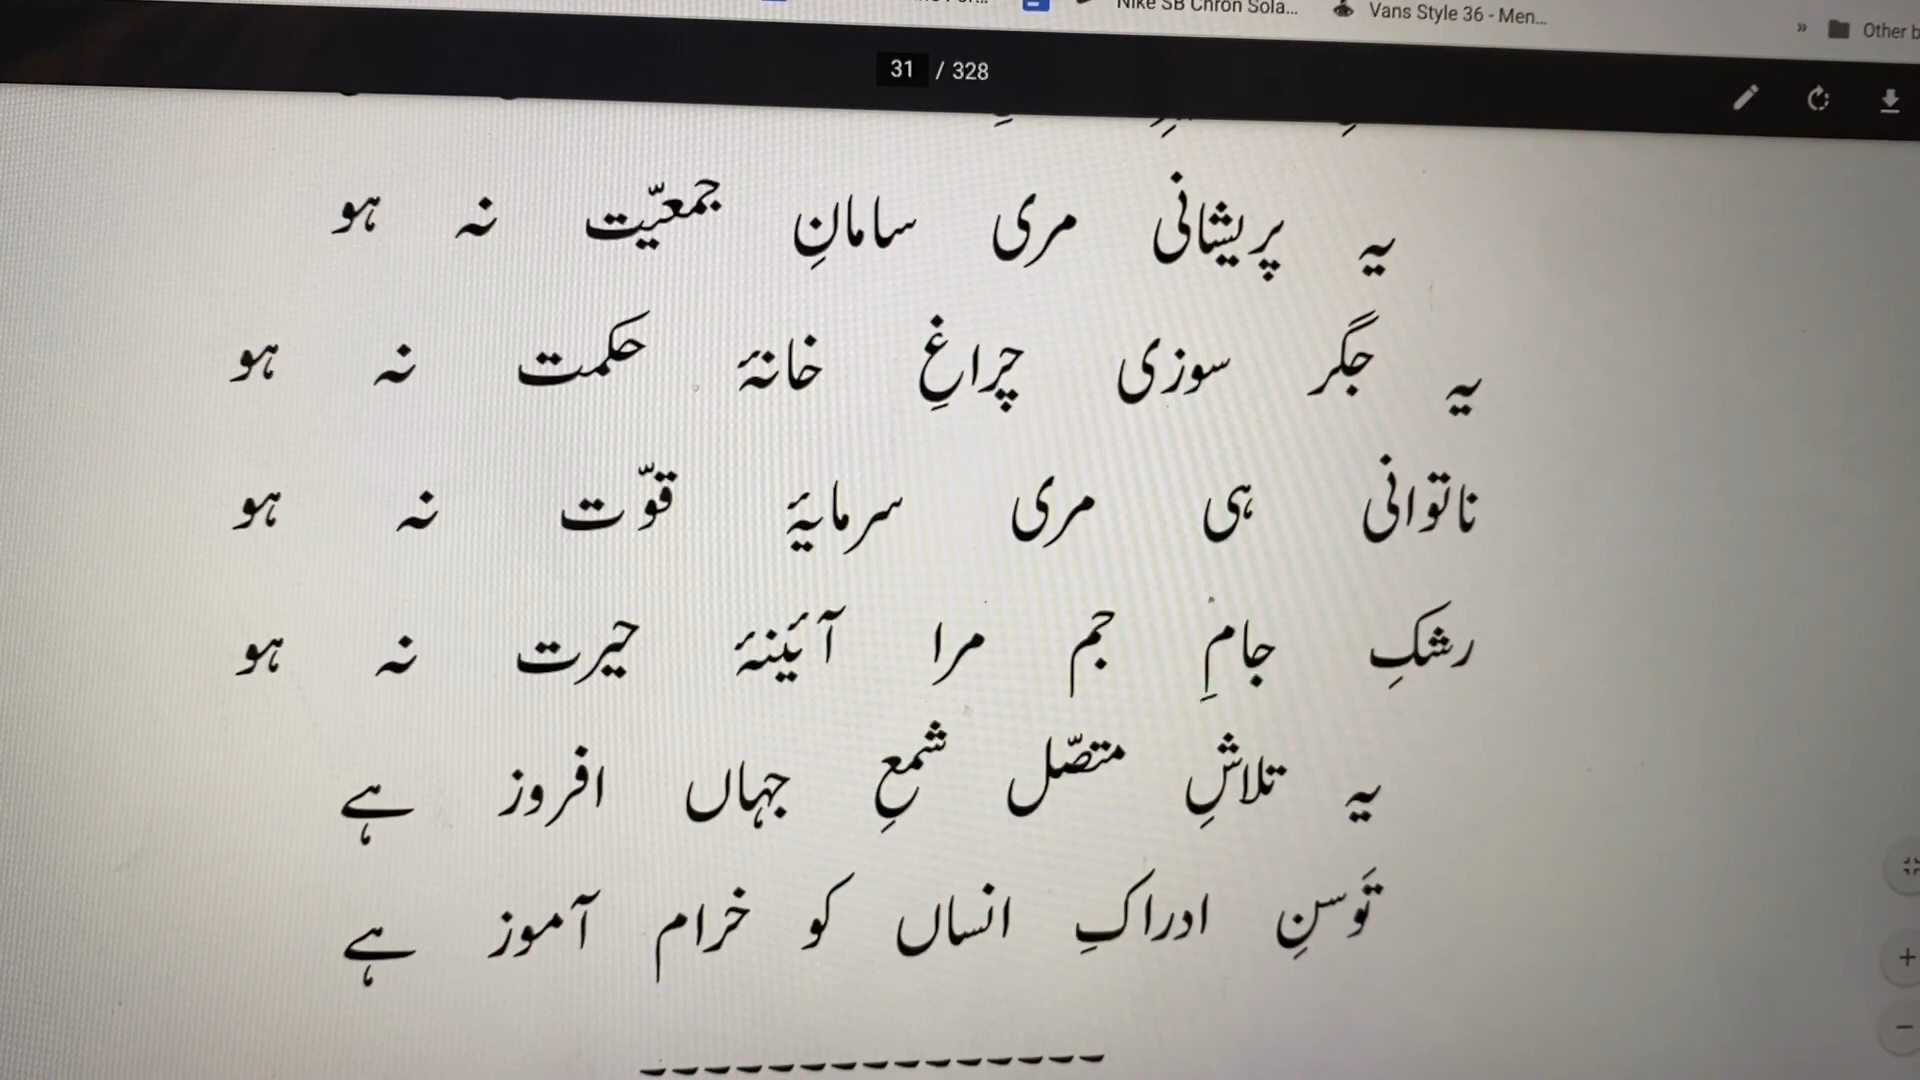 Nike SB Chron Sola...
Vans Style 36 - Men...
» Other b
31 / 328
یہ پریشانی مری سامانِ جمعیّت نہ ہو
یہ جگر سوزی چراغِ خانۂ حکمت نہ ہو
ناتوانی ہی مری سرمایۂ قوّت نہ ہو
رشکِ جامِ جم مرا آئینۂ حیرت نہ ہو
یہ تلاشِ متصّل شمعِ جہاں افروز ہے
تَوسنِ ادراکِ انساں کو خرام آموز ہے